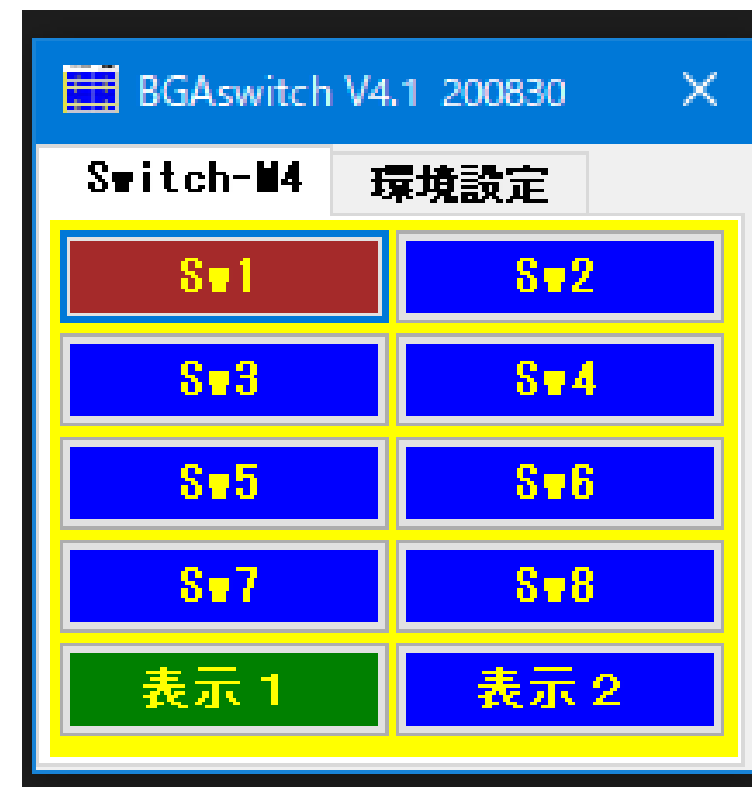 BGAswitch V4.1 200830
Switch-M4 環境設定
Sw1 Sw2
Sw3 Sw4
Sw5 Sw6
Sw7 Sw8
表示1 表示2